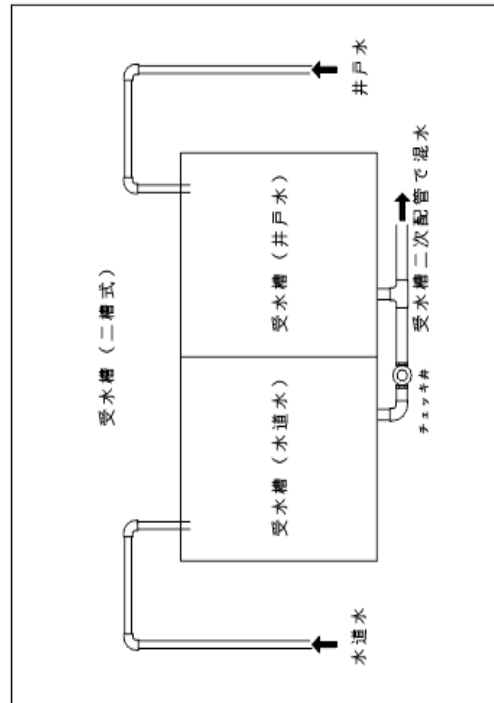 受水槽（二槽式）
水道水
井戸水
受水槽（水道水）
受水槽（井戸水）
チェッキ弁
受水槽二次配管で混水